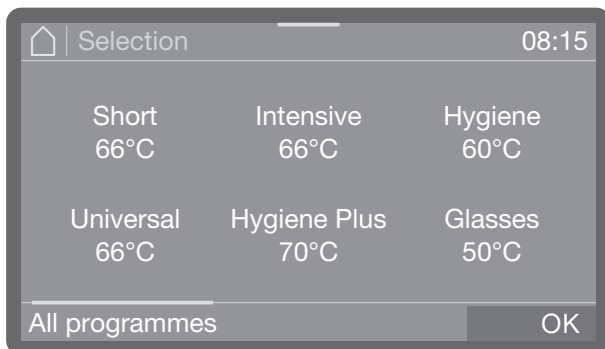 Selection 08:15
Short Intensive Hygiene
66°C 66°C 60°C
Universal Hygiene Plus Glasses
66°C 70°C 50°C
All programmes OK